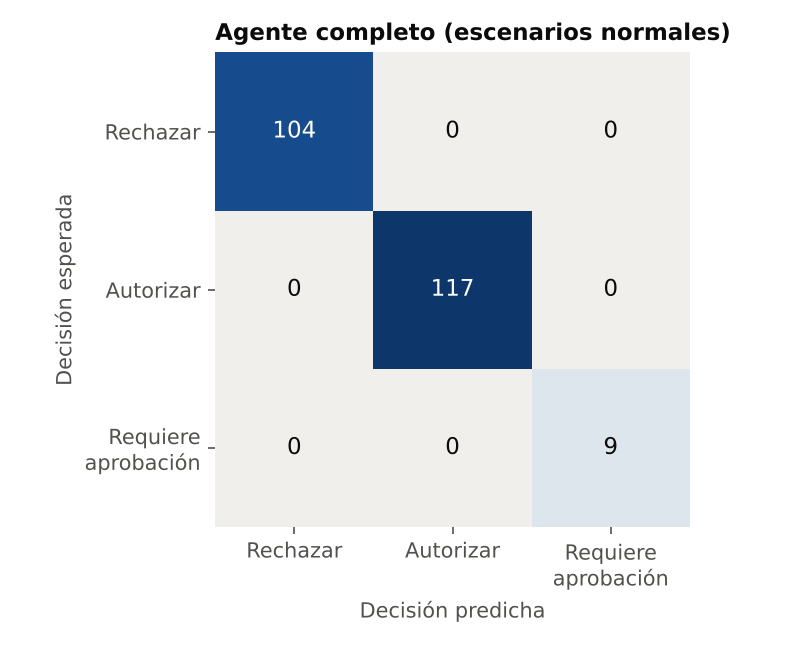 Agente completo (escenarios normales)
Decisión esperada
Rechazar
104 0 0
Autorizar
0 117 0
Requiere
aprobación
0 0 9
Rechazar Autorizar Requiere
aprobación
Decisión predicha